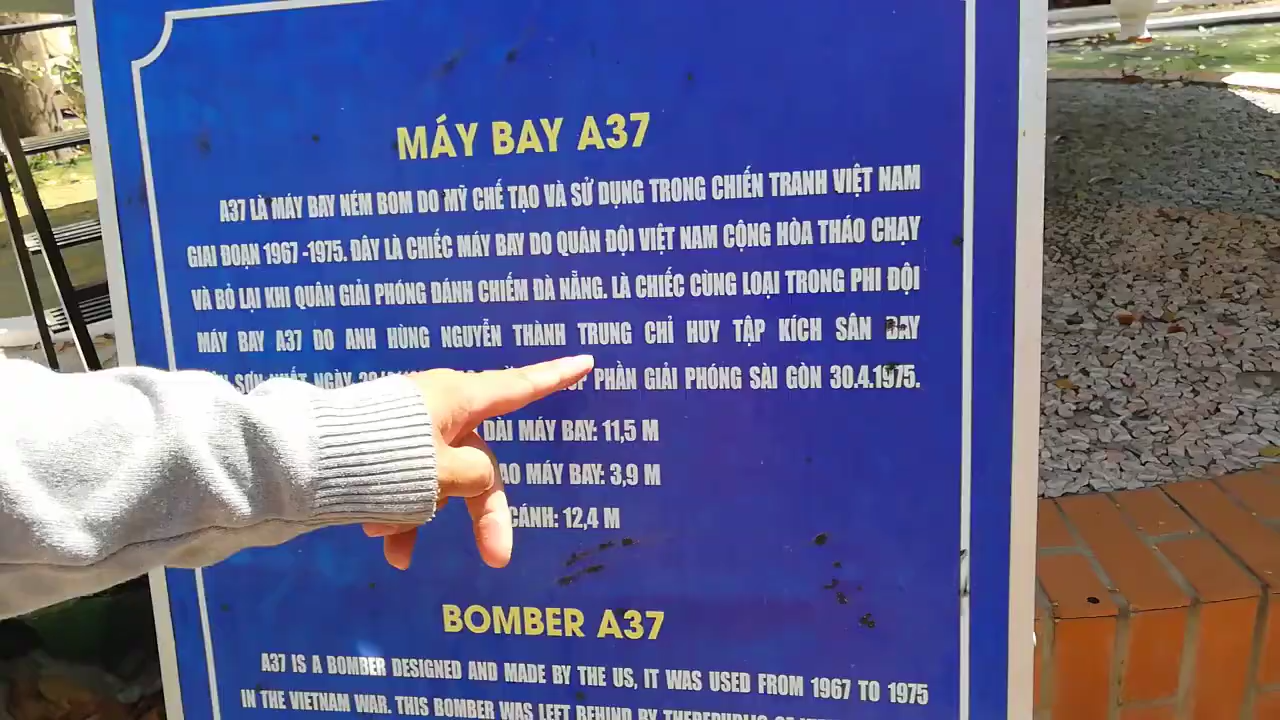 MÁY BAY A37
A37 LÀ MÁY BAY NÉM BOM DO MỸ CHẾ TẠO VÀ SỬ DỤNG TRONG CHIẾN TRANH VIỆT NAM
GIAI ĐOẠN 1967 -1975. ĐÂY LÀ CHIẾC MÁY BAY DO QUÂN ĐỘI VIỆT NAM CỘNG HÒA THÁO CHẠY
VÀ BỎ LẠI KHI QUÂN GIẢI PHÓNG ĐÁNH CHIẾM ĐÀ NẴNG. LÀ CHIẾC CÙNG LOẠI TRONG PHI ĐỘI
MÁY BAY A37 DO ANH HÙNG NGUYỄN THÀNH TRUNG CHỈ HUY TẬP KÍCH SÂN BAY
SƠN NHẤT NGÀY PHẦN GIẢI PHÓNG SÀI GÒN 30.4.1975.
DÀI MÁY BAY: 11,5 M
MÁY BAY: 3,9 M
CÁNH: 12,4 M
BOMBER A37
A37 IS A BOMBER DESIGNED AND MADE BY THE US, IT WAS USED FROM 1967 TO 1975
IN THE VIETNAM WAR. THIS BOMBER WAS LEFT BEHIND BY THEREPUBLIC